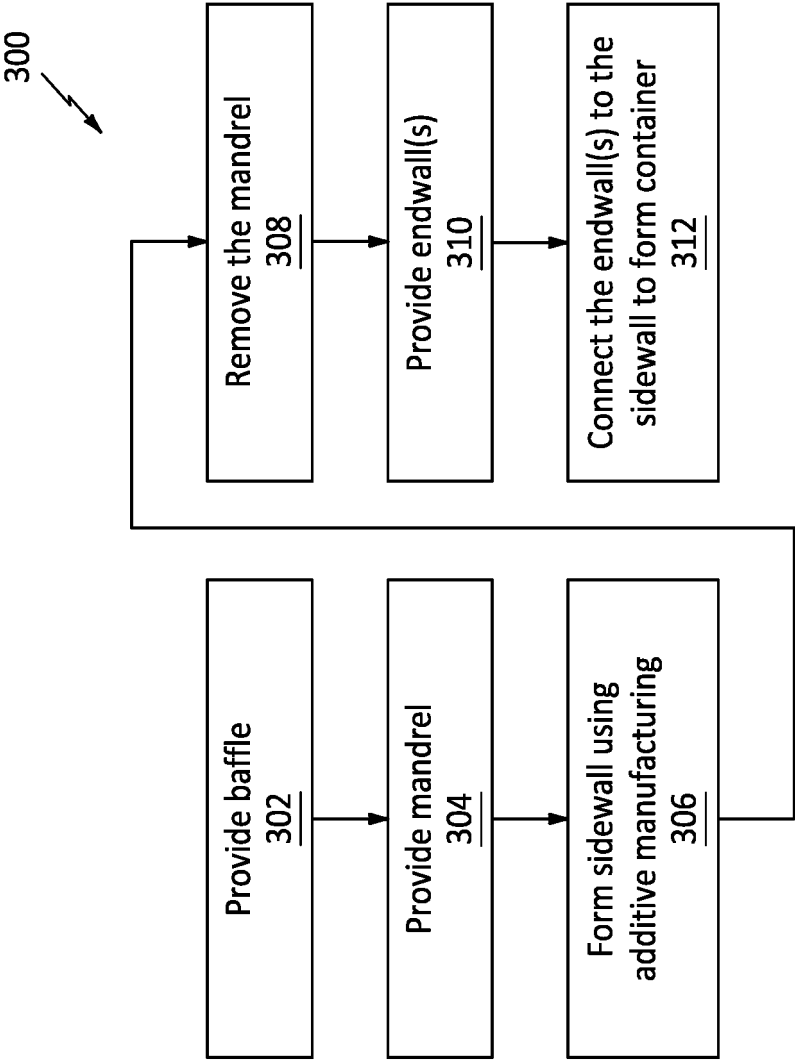 300
Provide baffle
302
Provide mandrel
304
Form sidewall using
additive manufacturing
306
Remove the mandrel
308
Provide endwall(s)
310
Connect the endwall(s) to the
sidewall to form container
312